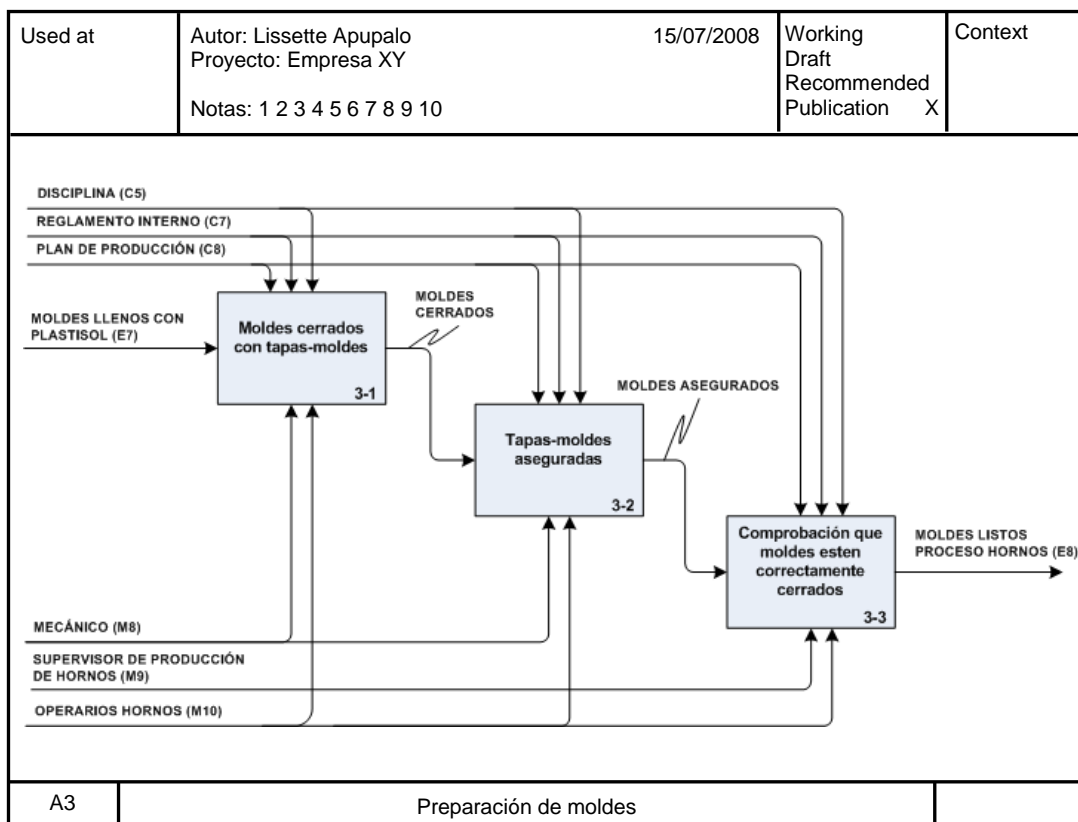 Used at
Autor: Lissette Apupalo 15/07/2008
Proyecto: Empresa XY
Notas: 1 2 3 4 5 6 7 8 9 10
Working
Draft
Recommended
Publication X
Context
DISCIPLINA (C5)
REGLAMENTO INTERNO (C7)
PLAN DE PRODUCCIÓN (C8)
MOLDES LLENOS CON
PLASTISOL (E7)
Moldes cerrados
con tapas-moldes
3-1
MOLDES
CERRADOS
Tapas-moldes
aseguradas
3-2
MOLDES ASEGURADOS
Comprobación que
moldes esten
correctamente
cerrados
3-3
MOLDES LISTOS
PROCESO HORNOS (E8)
MECÁNICO (M8)
SUPERVISOR DE PRODUCCIÓN
DE HORNOS (M9)
OPERARIOS HORNOS (M10)
A3
Preparación de moldes